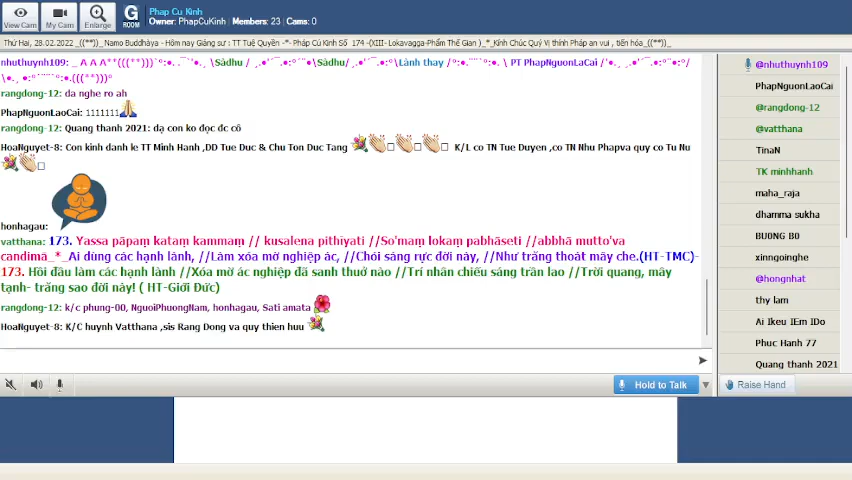 Phap Cu Kinh
Owner: PhapCuKinh | Members: 23 | Cams: 0
View Cam
My Cam
Enlarge
G
ROOM
Thứ Hai, 28.02.2022 _((**))_Namo Buddhàya - Hôm nay Giảng sư : TT Tuệ Quyền -*- Pháp Cú Kinh Số 174 -(XIII- Lokavagga-Phẩm Thế Gian )_*_Kính Chúc Quý Vị thính Pháp an vui , tiến hóa_((**))_
nhuthuynh109: _ A A A**(((**)))`°:•. .¯`'•., \Sādhu / ,.•'´¯.•:°´¨•:°\Sādhu/,.•'´¯.•:°\Lành thay /°:•.¨¨`°:•. \ PT PhapNguonLaCai /'•., ,.•'´¯.•:°´¨•:°/
\•., •:°´¨¨`°:•.(((**)))°
rangdong-12: da nghe ro ah
PhapNguonLaoCai: 1111111
rangdong-12: Quang thanh 2021: dạ con ko đọc đc cô
HoaNguyet-8: Con kinh danh le TT Minh Hanh ,DD Tue Duc & Chu Ton Duc Tang K/L co TN Tue Duyen ,co TN Nhu Phapva quy co Tu Nu
honhagau:
vatthana: 173. Yassa pāpaṃ kataṃ kammaṃ // kusalena pithīyati //So'maṃ lokaṃ pabhāseti //abbhā mutto'va
candimā_*_Ai dùng các hạnh lành, //Làm xóa mờ nghiệp ác, //Chói sáng rực đời này, //Như trăng thoát mây che.(HT-TMC)-
173. Hồi đầu làm các hạnh lành //Xóa mờ ác nghiệp đã sanh thuở nào //Trí nhân chiếu sáng trần lao //Trời quang, mây
tạnh- trăng sao đời này! ( HT-Giới Đức)
rangdong-12: k/c phung-00, NguoiPhuongNam, honhagau, Sati amata
HoaNguyet-8: K/C huynh Vatthana ,sis Rang Dong va quy thien huu
Hold to Talk
Raise Hand
@nhuthuynh109
PhapNguonLaoCai
@rangdong-12
@vatthana
TinaN
TK minhhanh
maha_raja
dhamma sukha
BU0NG B0
xinngoinghe
@hongnhat
thy lam
Ai Ikeu IEm IDo
Phuc Hanh 77
Quang thanh 2021